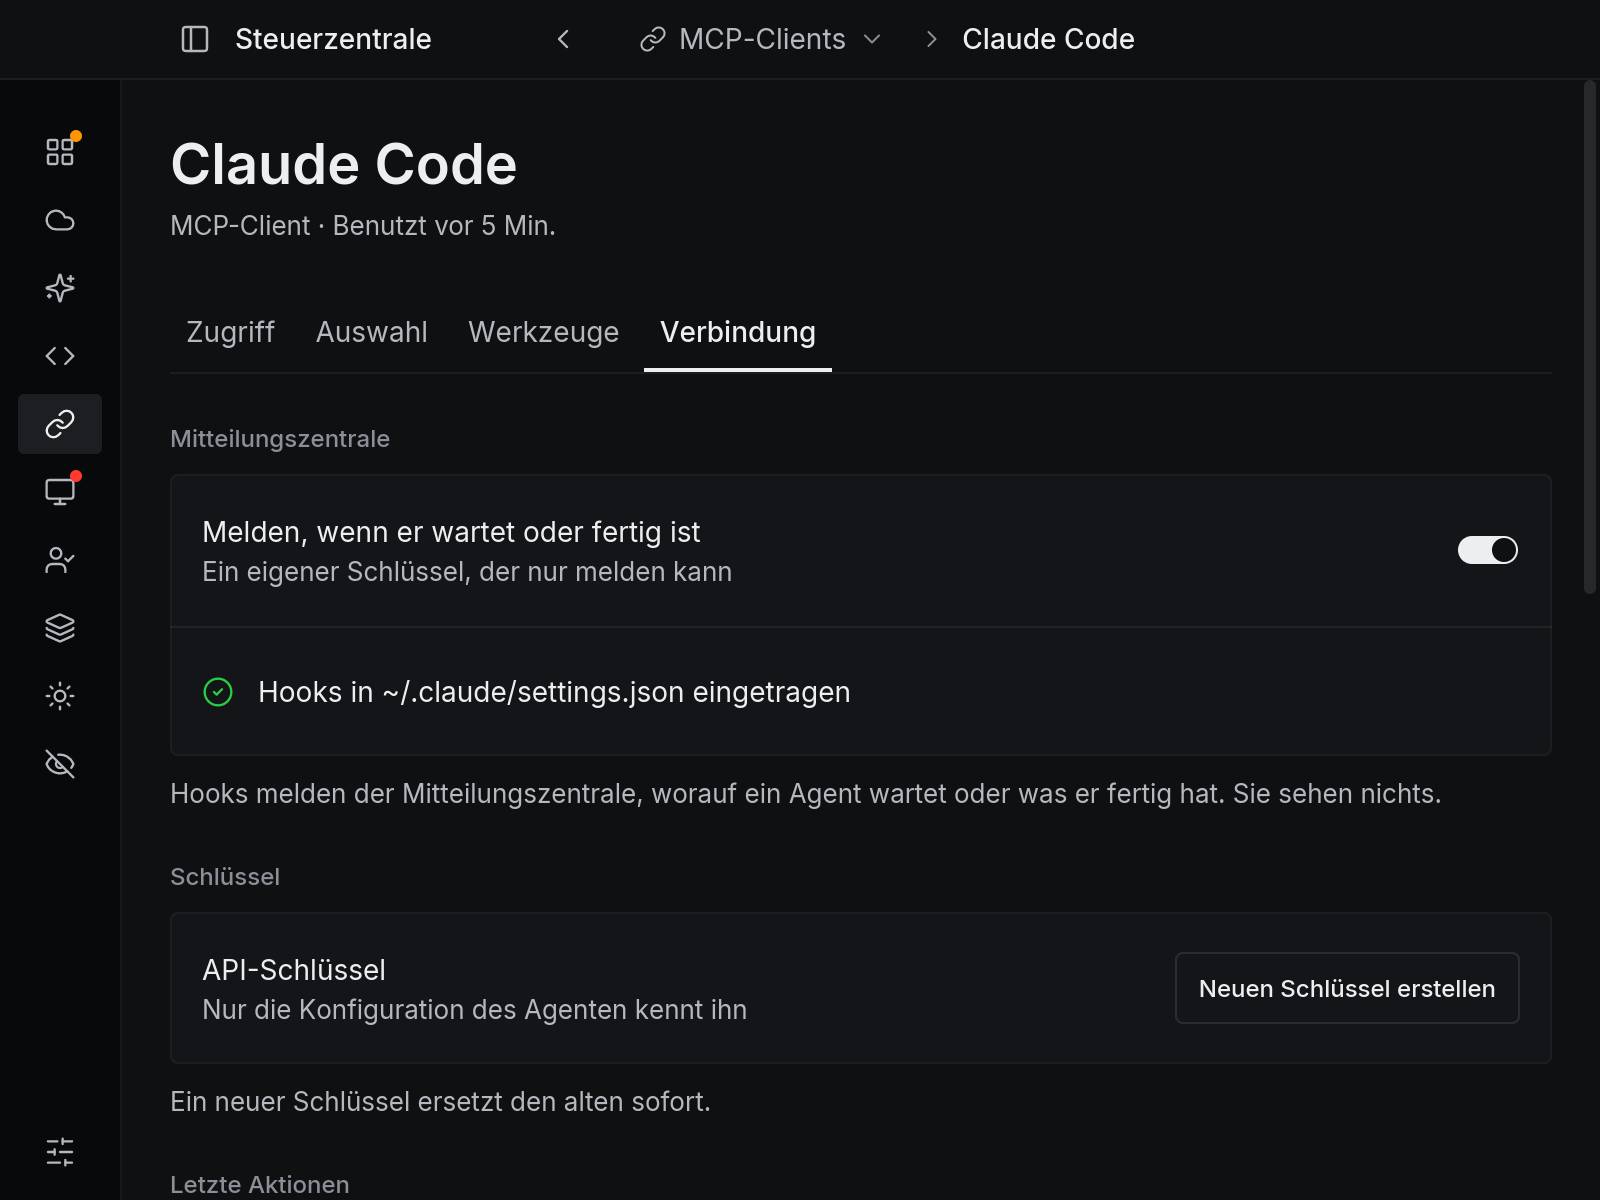 Steuerzentrale
MCP-Clients
Claude Code
Claude Code
MCP-Client · Benutzt vor 5 Min.
Zugriff
Auswahl
Werkzeuge
Verbindung
Mitteilungszentrale
Melden, wenn er wartet oder fertig ist
Ein eigener Schlüssel, der nur melden kann
Hooks in ~/.claude/settings.json eingetragen
Hooks melden der Mitteilungszentrale, worauf ein Agent wartet oder was er fertig hat. Sie sehen nichts.
Schlüssel
API-Schlüssel
Nur die Konfiguration des Agenten kennt ihn
Neuen Schlüssel erstellen
Ein neuer Schlüssel ersetzt den alten sofort.
Letzte Aktionen